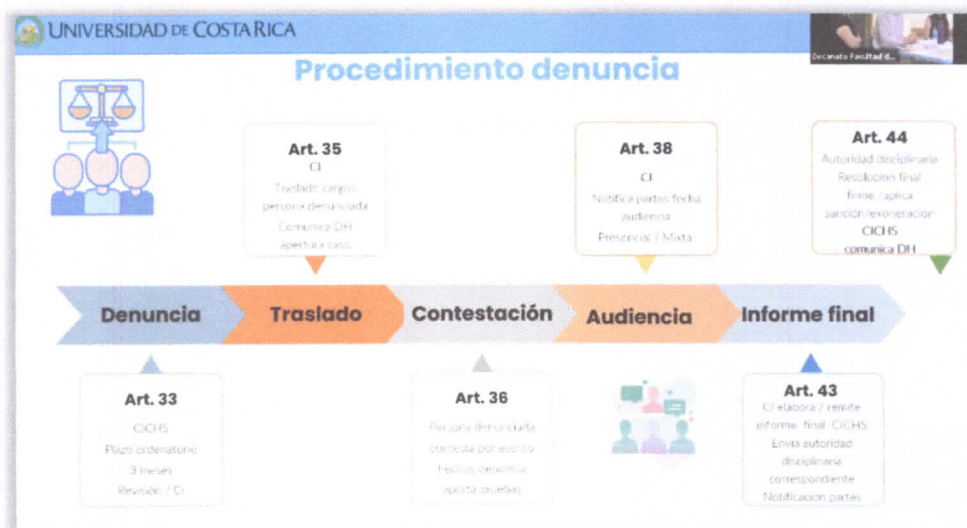 UNIVERSIDAD DE COSTA RICA
Decanato Facultad d...
Procedimiento denuncia
Art. 35
CI
Traslado cargos
persona denunciada
Comunica DH
apertura caso
Art. 38
CI
Notifica partes fecha
audiencia
Presencial / Mixta
Art. 44
Autoridad disciplinaria
Resolución final
firme /aplica
sanción/exoneración
CICHS
comunica DH
Denuncia
Traslado
Contestación
Audiencia
Informe final
Art. 33
CICHS
Plazo ordenatorio
3 meses
Revisión / CI
Art. 36
Persona denunciada
contesta por escrito
hechos denuncia
aporta pruebas
Art. 43
CI elabora / remite
informe final CICHS
Envía autoridad
disciplinaria
correspondiente
Notificación partes